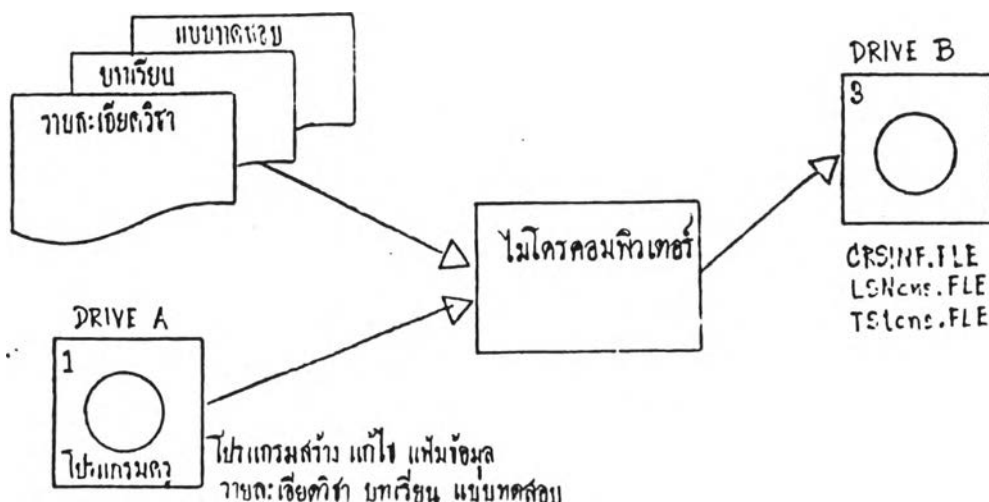 แบบทดสอบ
บทเรียน
รายละเอียดวิชา
DRIVE B
3
ไมโครคอมพิวเตอร์
CRSINF.FLE
LSNcns.FLE
TSTcns.FLE
DRIVE A
1
โปรแกรมครู
โปรแกรมสร้าง แก้ไข แฟ้มข้อมูล
รายละเอียดวิชา บทเรียน แบบทดสอบ